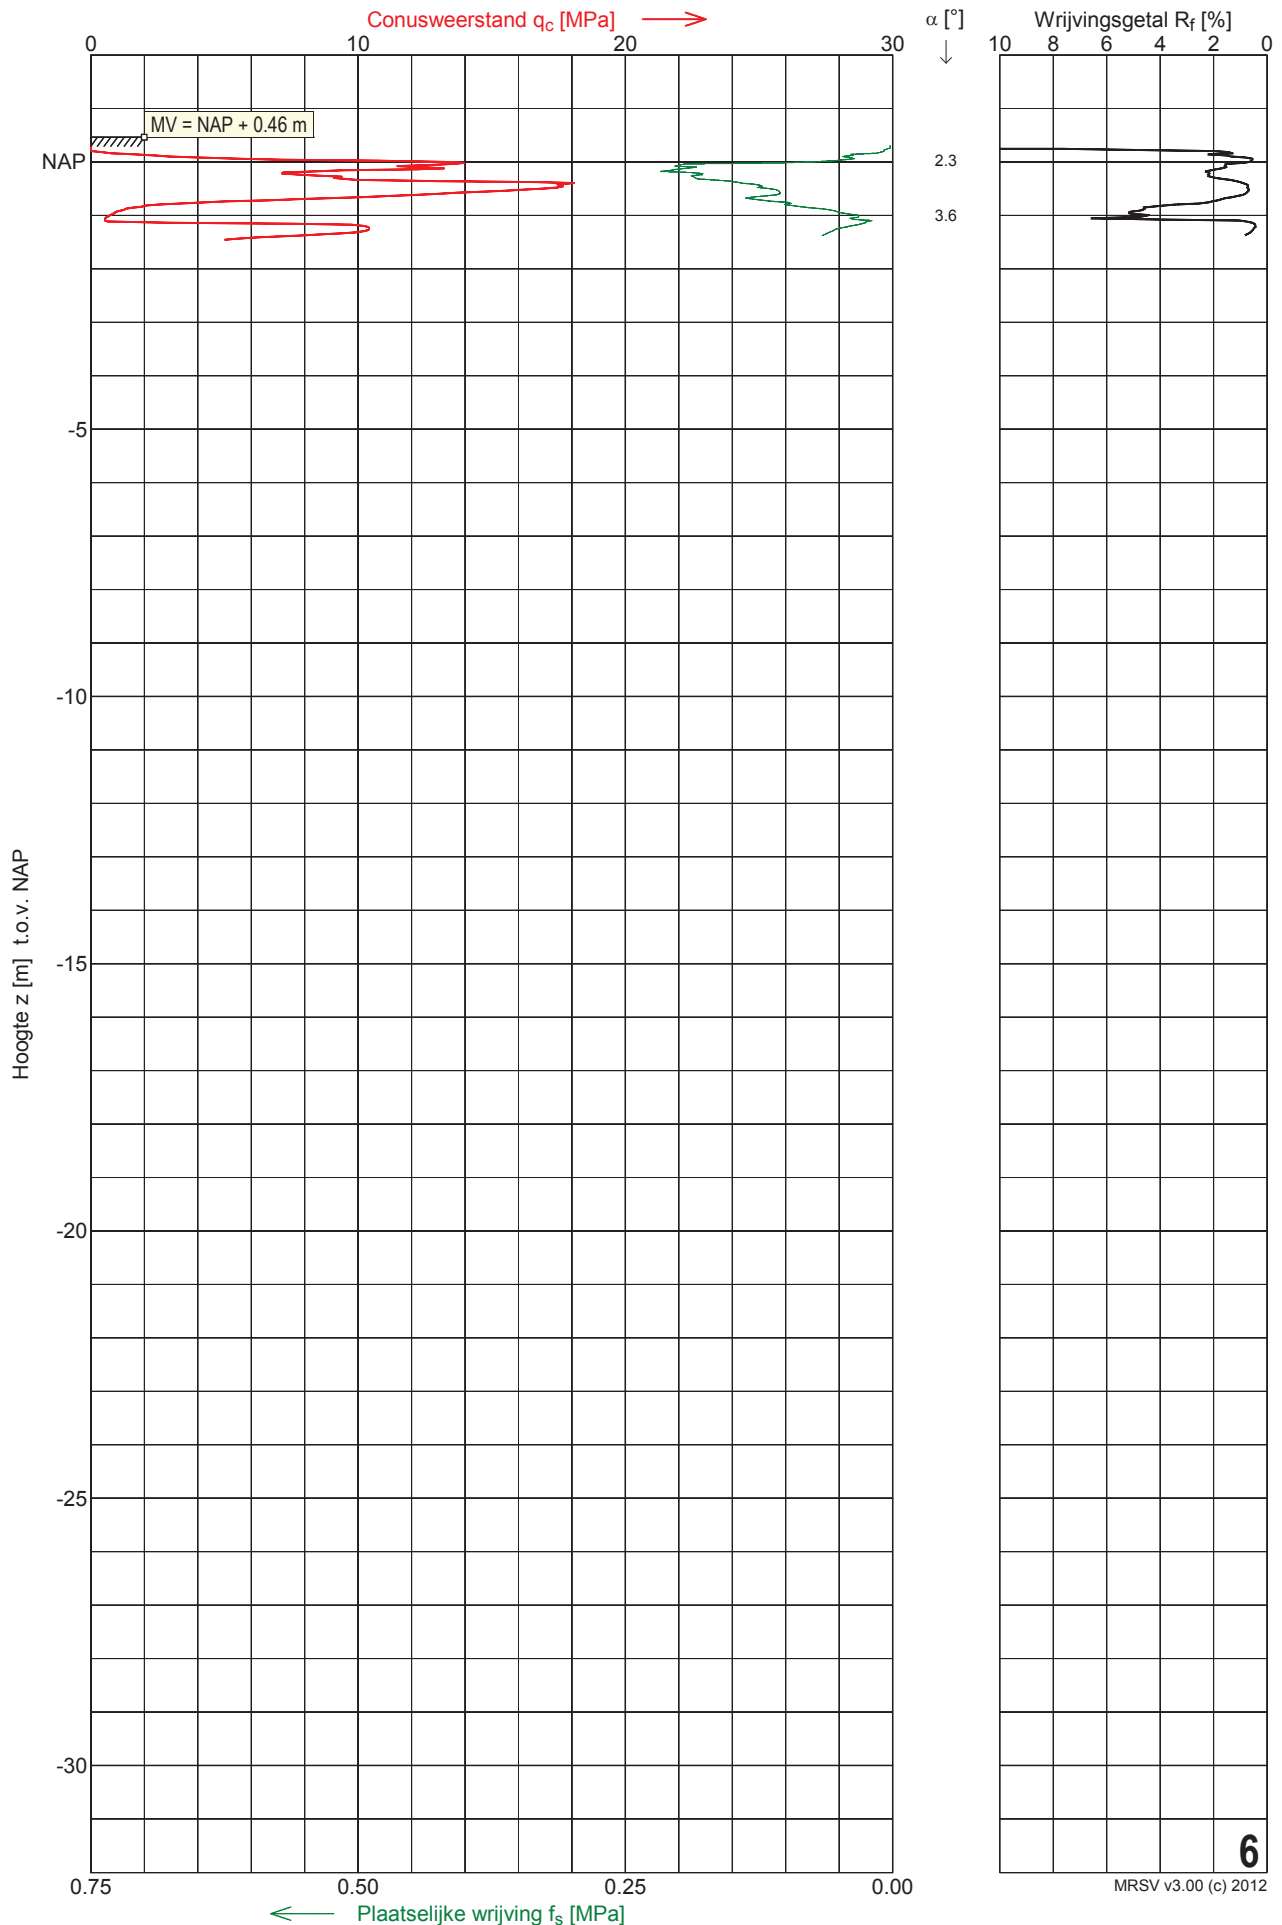 Conusweerstand qc [MPa]
α [°]
Wrijvingsgetal Rf [%]
0 10 20 30
10 8 6 4 2 0
MV = NAP + 0.46 m
NAP
2.3
3.6
-5
-10
Hoogte z [m] t.o.v. NAP
-15
-20
-25
-30
6
0.75 0.50 0.25 0.00
MRSV v3.00 (c) 2012
Plaatselijke wrijving fs [MPa]